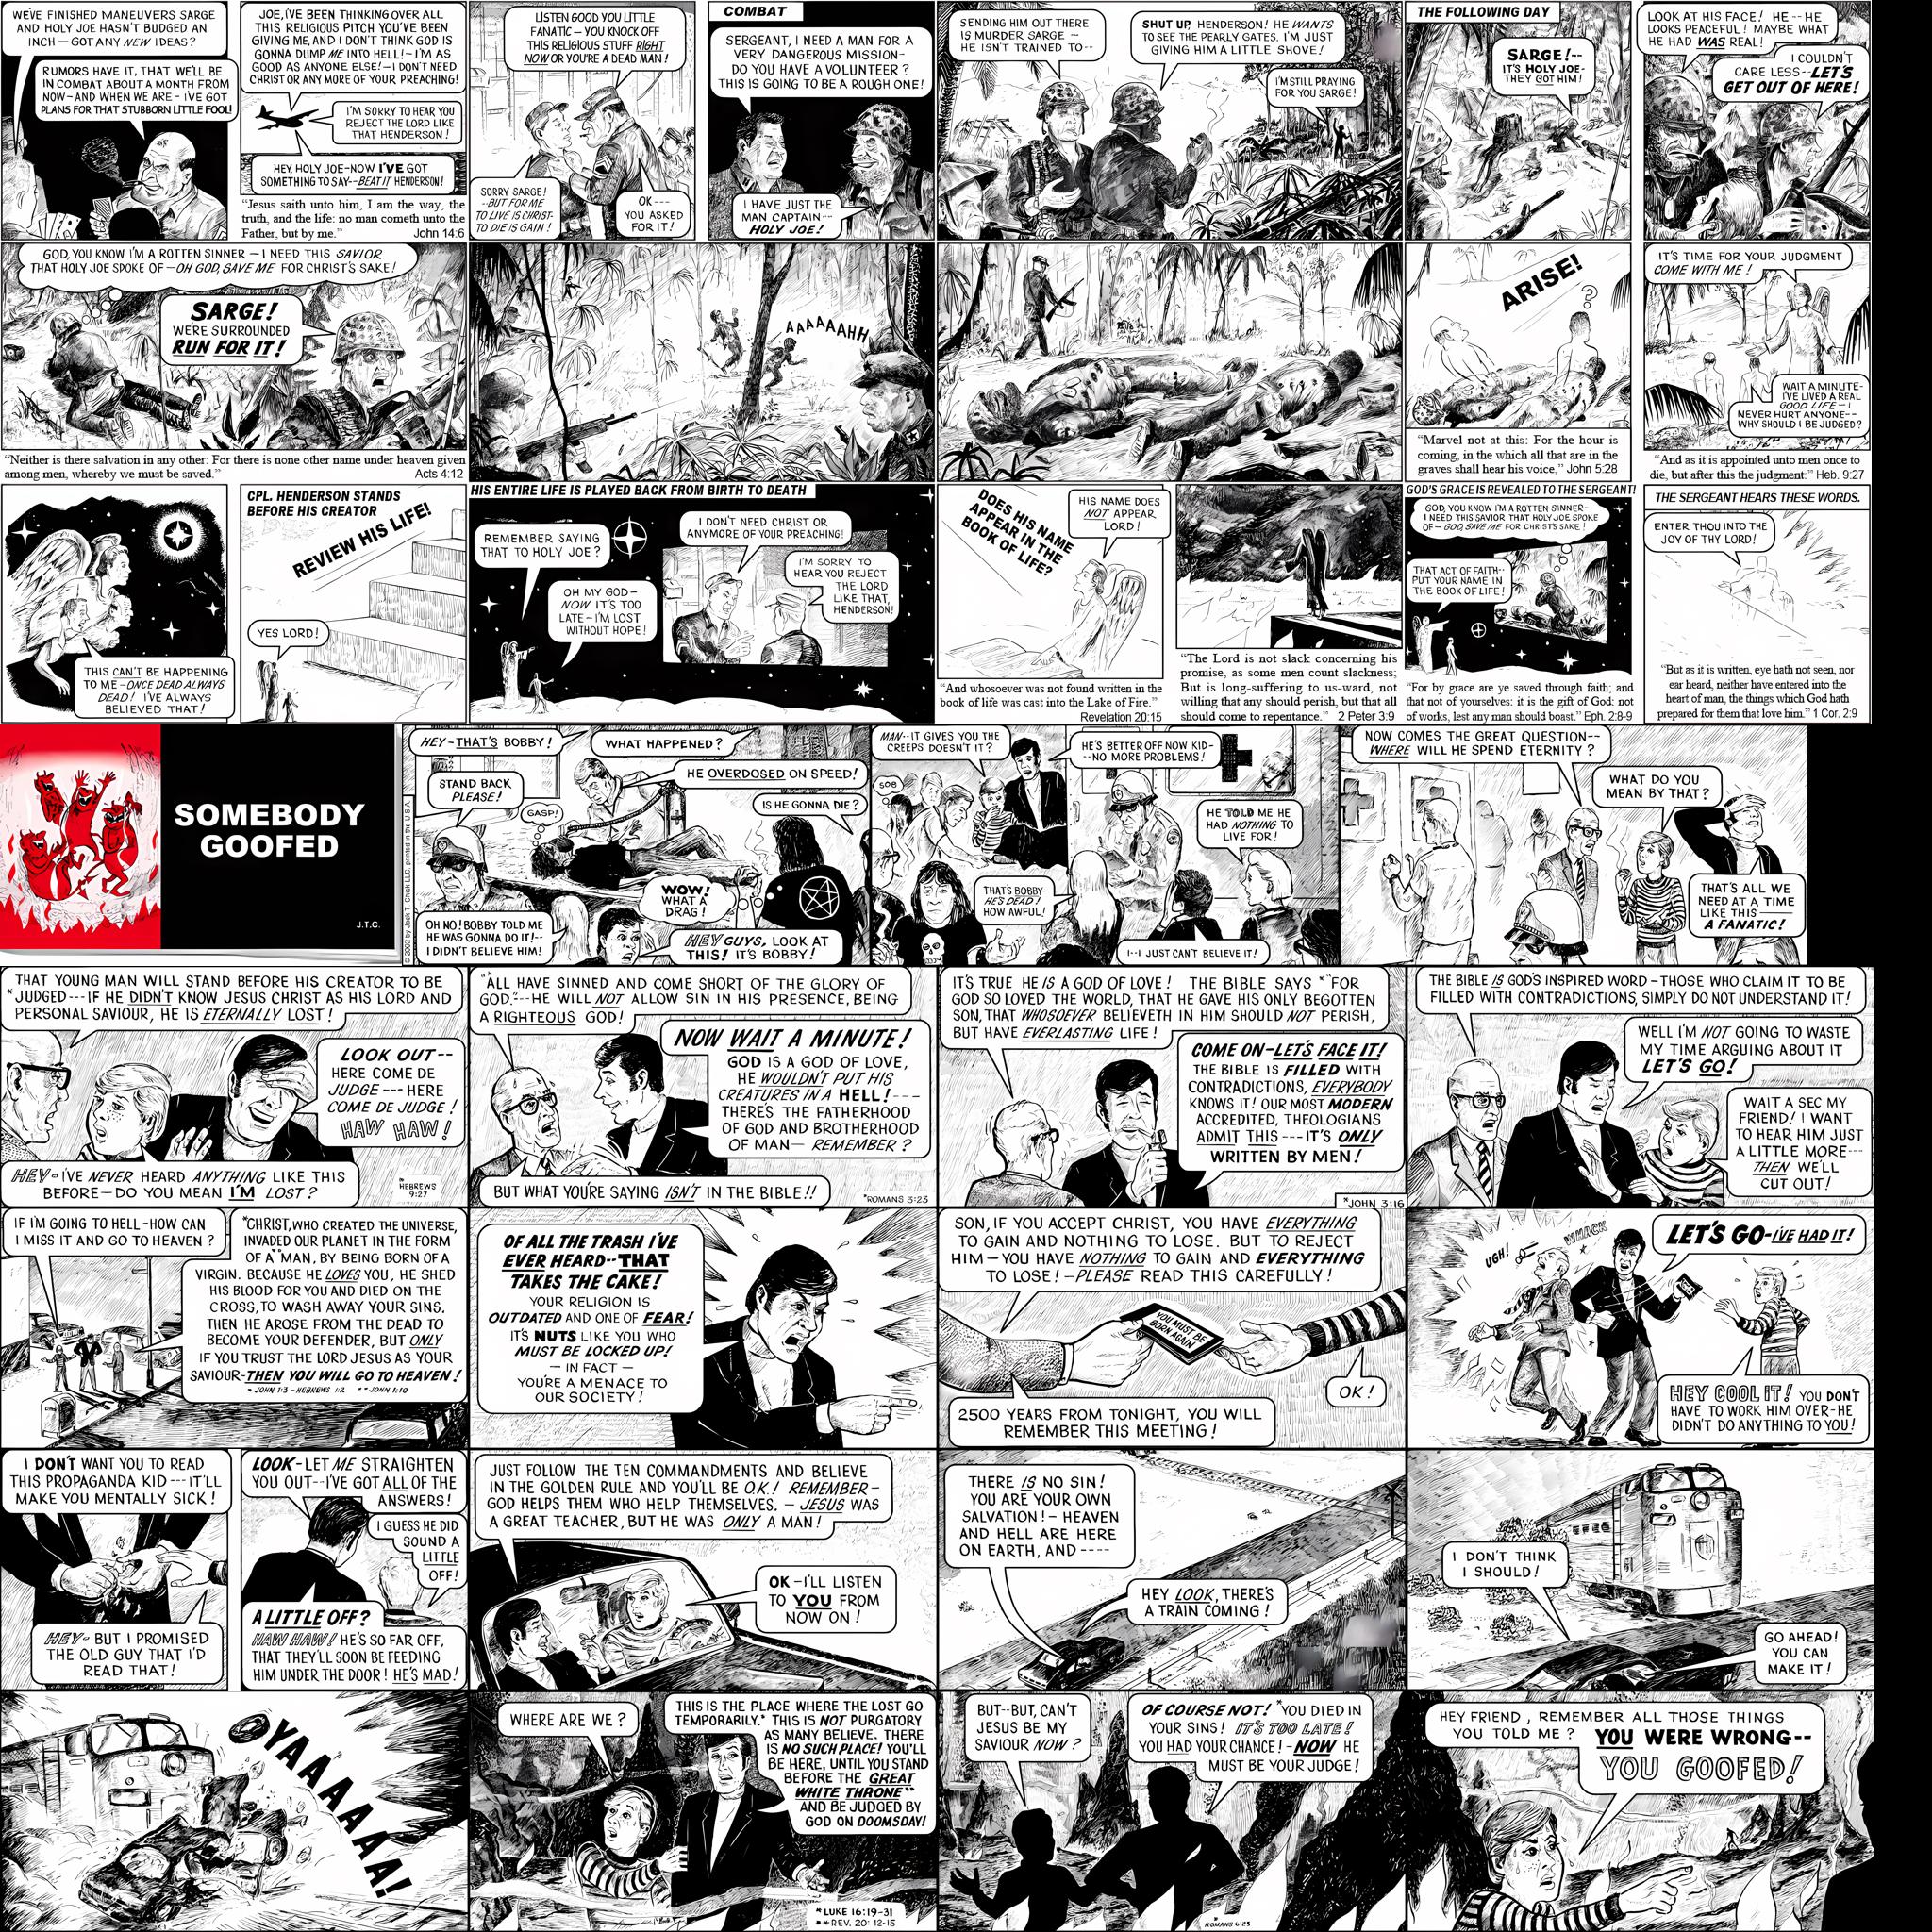 WE'VE FINISHED MANEUVERS SARGE
AND HOLY JOE HASN'T BUDGED AN
INCH — GOT ANY NEW IDEAS?
RUMORS HAVE IT, THAT WE'LL BE
IN COMBAT ABOUT A MONTH FROM
NOW—AND WHEN WE ARE — I'VE GOT
PLANS FOR THAT STUBBORN LITTLE FOOL!
JOE, I'VE BEEN THINKING OVER ALL
THIS RELIGIOUS PITCH YOU'VE BEEN
GIVING ME, AND I DON'T THINK GOD IS
GONNA DUMP ME INTO HELL! — I'M AS
GOOD AS ANYONE ELSE! — I DON'T NEED
CHRIST OR ANY MORE OF YOUR PREACHING!
I'M SORRY TO HEAR YOU
REJECT THE LORD LIKE
THAT HENDERSON!
HEY, HOLY JOE—NOW I'VE GOT
SOMETHING TO SAY--BEAT IT HENDERSON!
“Jesus saith unto him, I am the way, the
truth, and the life: no man cometh unto the
Father, but by me.” John 14:6
LISTEN GOOD YOU LITTLE
FANATIC — YOU KNOCK OFF
THIS RELIGIOUS STUFF RIGHT
NOW OR YOU'RE A DEAD MAN!
SORRY SARGE!
--BUT FOR ME
TO LIVE IS CHRIST-
TO DIE IS GAIN!
OK---
YOU ASKED
FOR IT!
COMBAT
SERGEANT, I NEED A MAN FOR A
VERY DANGEROUS MISSION-
DO YOU HAVE A VOLUNTEER?
THIS IS GOING TO BE A ROUGH ONE!
I HAVE JUST THE
MAN CAPTAIN--
HOLY JOE!
SENDING HIM OUT THERE
IS MURDER SARGE —
HE ISN'T TRAINED TO--
SHUT UP, HENDERSON! HE WANTS
TO SEE THE PEARLY GATES. I'M JUST
GIVING HIM A LITTLE SHOVE!
I'M STILL PRAYING
FOR YOU SARGE!
THE FOLLOWING DAY
SARGE!--
IT'S HOLY JOE-
THEY GOT HIM!
LOOK AT HIS FACE! HE--HE
LOOKS PEACEFUL! MAYBE WHAT
HE HAD WAS REAL!
I COULDN'T
CARE LESS--LET'S
GET OUT OF HERE!
GOD, YOU KNOW I'M A ROTTEN SINNER — I NEED THIS SAVIOR
THAT HOLY JOE SPOKE OF—OH GOD, SAVE ME FOR CHRIST'S SAKE!
SARGE!
WE'RE SURROUNDED
RUN FOR IT!
“Neither is there salvation in any other: For there is none other name under heaven given
among men, whereby we must be saved.” Acts 4:12
AAAAAAHH
ARISE!
?
“Marvel not at this: For the hour is
coming, in the which all that are in the
graves shall hear his voice,” John 5:28
IT'S TIME FOR YOUR JUDGMENT
COME WITH ME!
WAIT A MINUTE-
I'VE LIVED A REAL
GOOD LIFE — I
NEVER HURT ANYONE--
WHY SHOULD I BE JUDGED?
“And as it is appointed unto men once to
die, but after this the judgment:” Heb. 9:27
THIS CAN'T BE HAPPENING
TO ME—ONCE DEAD ALWAYS
DEAD! I'VE ALWAYS
BELIEVED THAT!
CPL. HENDERSON STANDS
BEFORE HIS CREATOR
REVIEW HIS LIFE!
YES LORD!
HIS ENTIRE LIFE IS PLAYED BACK FROM BIRTH TO DEATH
REMEMBER SAYING
THAT TO HOLY JOE?
OH MY GOD—
NOW IT'S TOO
LATE — I'M LOST
WITHOUT HOPE!
I DON'T NEED CHRIST OR
ANYMORE OF YOUR PREACHING!
I'M SORRY TO
HEAR YOU REJECT
THE LORD
LIKE THAT,
HENDERSON!
DOES HIS NAME
APPEAR IN THE
BOOK OF LIFE?
HIS NAME DOES
NOT APPEAR
LORD!
“And whosoever was not found written in the
book of life was cast into the Lake of Fire.”
Revelation 20:15
“The Lord is not slack concerning his
promise, as some men count slackness;
But is long-suffering to us-ward, not
willing that any should perish, but that all
should come to repentance.” 2 Peter 3:9
GOD'S GRACE IS REVEALED TO THE SERGEANT!
GOD, YOU KNOW I'M A ROTTEN SINNER-
I NEED THIS SAVIOR THAT HOLY JOE SPOKE
OF — GOD, SAVE ME FOR CHRIST'S SAKE!
THAT ACT OF FAITH--
PUT YOUR NAME IN
THE BOOK OF LIFE!
“For by grace are ye saved through faith; and
that not of yourselves: it is the gift of God: not
of works, lest any man should boast.” Eph. 2:8-9
THE SERGEANT HEARS THESE WORDS.
ENTER THOU INTO THE
JOY OF THY LORD!
“But as it is written, eye hath not seen, nor
ear heard, neither have entered into the
heart of man, the things which God hath
prepared for them that love him.” 1 Cor. 2:9
SOMEBODY
GOOFED
J.T.C.
© 2002 by Jack T. Chick LLC. printed in the U.S.A.
HEY-THAT'S BOBBY!
WHAT HAPPENED?
STAND BACK
PLEASE!
HE OVERDOSED ON SPEED!
GASP!
IS HE GONNA DIE?
WOW!
WHAT A
DRAG!
OH NO! BOBBY TOLD ME
HE WAS GONNA DO IT!--
I DIDN'T BELIEVE HIM!
HEY GUYS, LOOK AT
THIS! IT'S BOBBY!
MAN--IT GIVES YOU THE
CREEPS DOESN'T IT?
HE'S BETTER OFF NOW KID-
--NO MORE PROBLEMS!
SOB
HE TOLD ME HE
HAD NOTHING TO
LIVE FOR!
THAT'S BOBBY-
HE'S DEAD!
HOW AWFUL!
I--I JUST CAN'T BELIEVE IT!
NOW COMES THE GREAT QUESTION--
WHERE WILL HE SPEND ETERNITY?
WHAT DO YOU
MEAN BY THAT?
THAT'S ALL WE
NEED AT A TIME
LIKE THIS——
A FANATIC!
THAT YOUNG MAN WILL STAND BEFORE HIS CREATOR TO BE
*JUDGED---IF HE DIDN'T KNOW JESUS CHRIST AS HIS LORD AND
PERSONAL SAVIOUR, HE IS ETERNALLY LOST!
LOOK OUT--
HERE COME DE
JUDGE --- HERE
COME DE JUDGE!
HAW HAW!
HEY-I'VE NEVER HEARD ANYTHING LIKE THIS
BEFORE—DO YOU MEAN I'M LOST?
*HEBREWS
9:27
"*ALL HAVE SINNED AND COME SHORT OF THE GLORY OF
GOD."--HE WILL NOT ALLOW SIN IN HIS PRESENCE, BEING
A RIGHTEOUS GOD!
NOW WAIT A MINUTE!
GOD IS A GOD OF LOVE,
HE WOULDN'T PUT HIS
CREATURES IN A HELL!----
THERE'S THE FATHERHOOD
OF GOD AND BROTHERHOOD
OF MAN— REMEMBER?
BUT WHAT YOU'RE SAYING ISN'T IN THE BIBLE!!
*ROMANS 3:23
IT'S TRUE HE IS A GOD OF LOVE! THE BIBLE SAYS *"FOR
GOD SO LOVED THE WORLD, THAT HE GAVE HIS ONLY BEGOTTEN
SON, THAT WHOSOEVER BELIEVETH IN HIM SHOULD NOT PERISH,
BUT HAVE EVERLASTING LIFE!
COME ON-LET'S FACE IT!
THE BIBLE IS FILLED WITH
CONTRADICTIONS, EVERYBODY
KNOWS IT! OUR MOST MODERN
ACCREDITED, THEOLOGIANS
ADMIT THIS---IT'S ONLY
WRITTEN BY MEN!
*JOHN 3:16
THE BIBLE IS GOD'S INSPIRED WORD — THOSE WHO CLAIM IT TO BE
FILLED WITH CONTRADICTIONS, SIMPLY DO NOT UNDERSTAND IT!
WELL I'M NOT GOING TO WASTE
MY TIME ARGUING ABOUT IT
LET'S GO!
WAIT A SEC MY
FRIEND! I WANT
TO HEAR HIM JUST
A LITTLE MORE---
THEN WE'LL
CUT OUT!
IF I'M GOING TO HELL-HOW CAN
I MISS IT AND GO TO HEAVEN?
*CHRIST, WHO CREATED THE UNIVERSE,
INVADED OUR PLANET IN THE FORM
OF A **MAN, BY BEING BORN OF A
VIRGIN. BECAUSE HE LOVES YOU, HE SHED
HIS BLOOD FOR YOU AND DIED ON THE
CROSS, TO WASH AWAY YOUR SINS.
THEN HE AROSE FROM THE DEAD TO
BECOME YOUR DEFENDER, BUT ONLY
IF YOU TRUST THE LORD JESUS AS YOUR
SAVIOUR-THEN YOU WILL GO TO HEAVEN!
*JOHN 1:3 - HEBREWS 1:2 **JOHN 1:10
OF ALL THE TRASH I'VE
EVER HEARD--THAT
TAKES THE CAKE!
YOUR RELIGION IS
OUTDATED AND ONE OF FEAR!
IT'S NUTS LIKE YOU WHO
MUST BE LOCKED UP!
— IN FACT —
YOU'RE A MENACE TO
OUR SOCIETY!
SON, IF YOU ACCEPT CHRIST, YOU HAVE EVERYTHING
TO GAIN AND NOTHING TO LOSE. BUT TO REJECT
HIM — YOU HAVE NOTHING TO GAIN AND EVERYTHING
TO LOSE! — PLEASE READ THIS CAREFULLY!
YOU MUST BE
BORN AGAIN
OK!
2500 YEARS FROM TONIGHT, YOU WILL
REMEMBER THIS MEETING!
WHACK
UGH!
LET'S GO-I'VE HAD IT!
HEY COOL IT! YOU DON'T
HAVE TO WORK HIM OVER-HE
DIDN'T DO ANYTHING TO YOU!
I DON'T WANT YOU TO READ
THIS PROPAGANDA KID---IT'LL
MAKE YOU MENTALLY SICK!
HEY- BUT I PROMISED
THE OLD GUY THAT I'D
READ THAT!
LOOK-LET ME STRAIGHTEN
YOU OUT--I'VE GOT ALL OF THE
ANSWERS!
I GUESS HE DID
SOUND A
LITTLE
OFF!
A LITTLE OFF?
HAW HAW! HE'S SO FAR OFF,
THAT THEY'LL SOON BE FEEDING
HIM UNDER THE DOOR! HE'S MAD!
JUST FOLLOW THE TEN COMMANDMENTS AND BELIEVE
IN THE GOLDEN RULE AND YOU'LL BE O.K.! REMEMBER—
GOD HELPS THEM WHO HELP THEMSELVES. — JESUS WAS
A GREAT TEACHER, BUT HE WAS ONLY A MAN!
OK -I'LL LISTEN
TO YOU FROM
NOW ON!
THERE IS NO SIN!
YOU ARE YOUR OWN
SALVATION!— HEAVEN
AND HELL ARE HERE
ON EARTH, AND ----
HEY LOOK, THERE'S
A TRAIN COMING!
I DON'T THINK
I SHOULD!
GO AHEAD!
YOU CAN
MAKE IT!
YAAAAAA!
WHERE ARE WE?
THIS IS THE PLACE WHERE THE LOST GO
TEMPORARILY.* THIS IS NOT PURGATORY
AS MANY BELIEVE. THERE
IS NO SUCH PLACE! YOU'LL
BE HERE, UNTIL YOU STAND
BEFORE THE GREAT
WHITE THRONE**
AND BE JUDGED BY
GOD ON DOOMSDAY!
*LUKE 16:19-31
**REV. 20:12-15
BUT--BUT, CAN'T
JESUS BE MY
SAVIOUR NOW?
OF COURSE NOT! *YOU DIED IN
YOUR SINS! IT'S TOO LATE!
YOU HAD YOUR CHANCE!—NOW HE
MUST BE YOUR JUDGE!
*ROMANS 6:23
HEY FRIEND, REMEMBER ALL THOSE THINGS
YOU TOLD ME? YOU WERE WRONG--
YOU GOOFED!